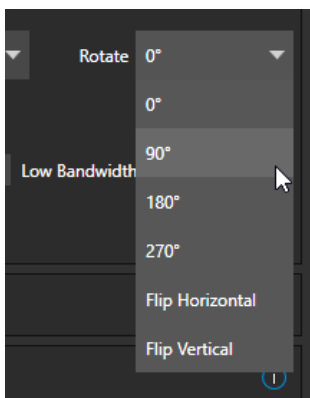 Rotate 0°
0°
90°
Low Bandwidth
180°
270°
Flip Horizontal
Flip Vertical